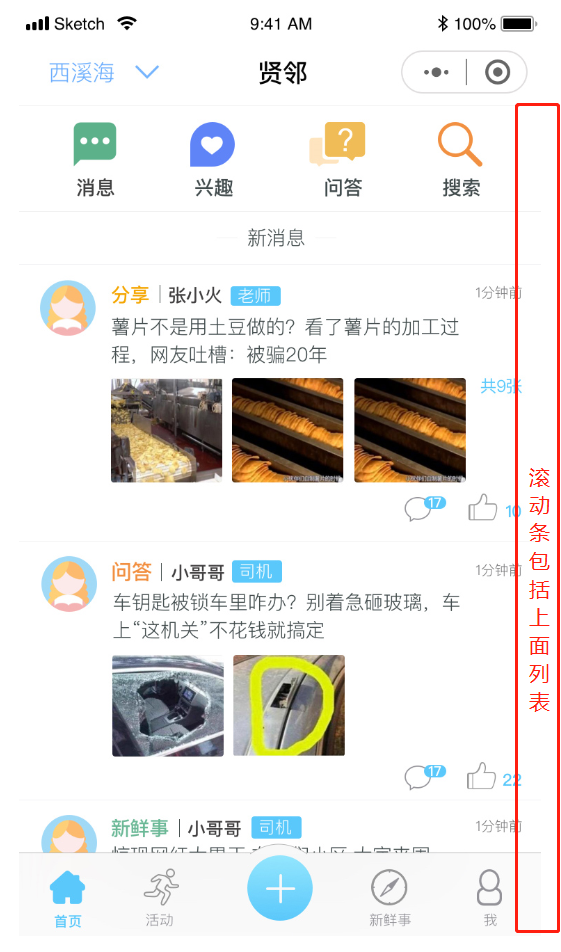 Sketch 9:41 AM 100%
西溪海 贤邻
消息 兴趣 问答 搜索
新消息
分享 张小火 老师 1分钟前
薯片不是用土豆做的？看了薯片的加工过
程，网友吐槽：被骗20年
共9张
17 10
问答 小哥哥 司机 1分钟前
车钥匙被锁车里咋办？别着急砸玻璃，车
上“这机关”不花钱就搞定
17 22
新鲜事 小哥哥 司机 1分钟前
首页 活动 新鲜事 我
滚动条包括上面列表